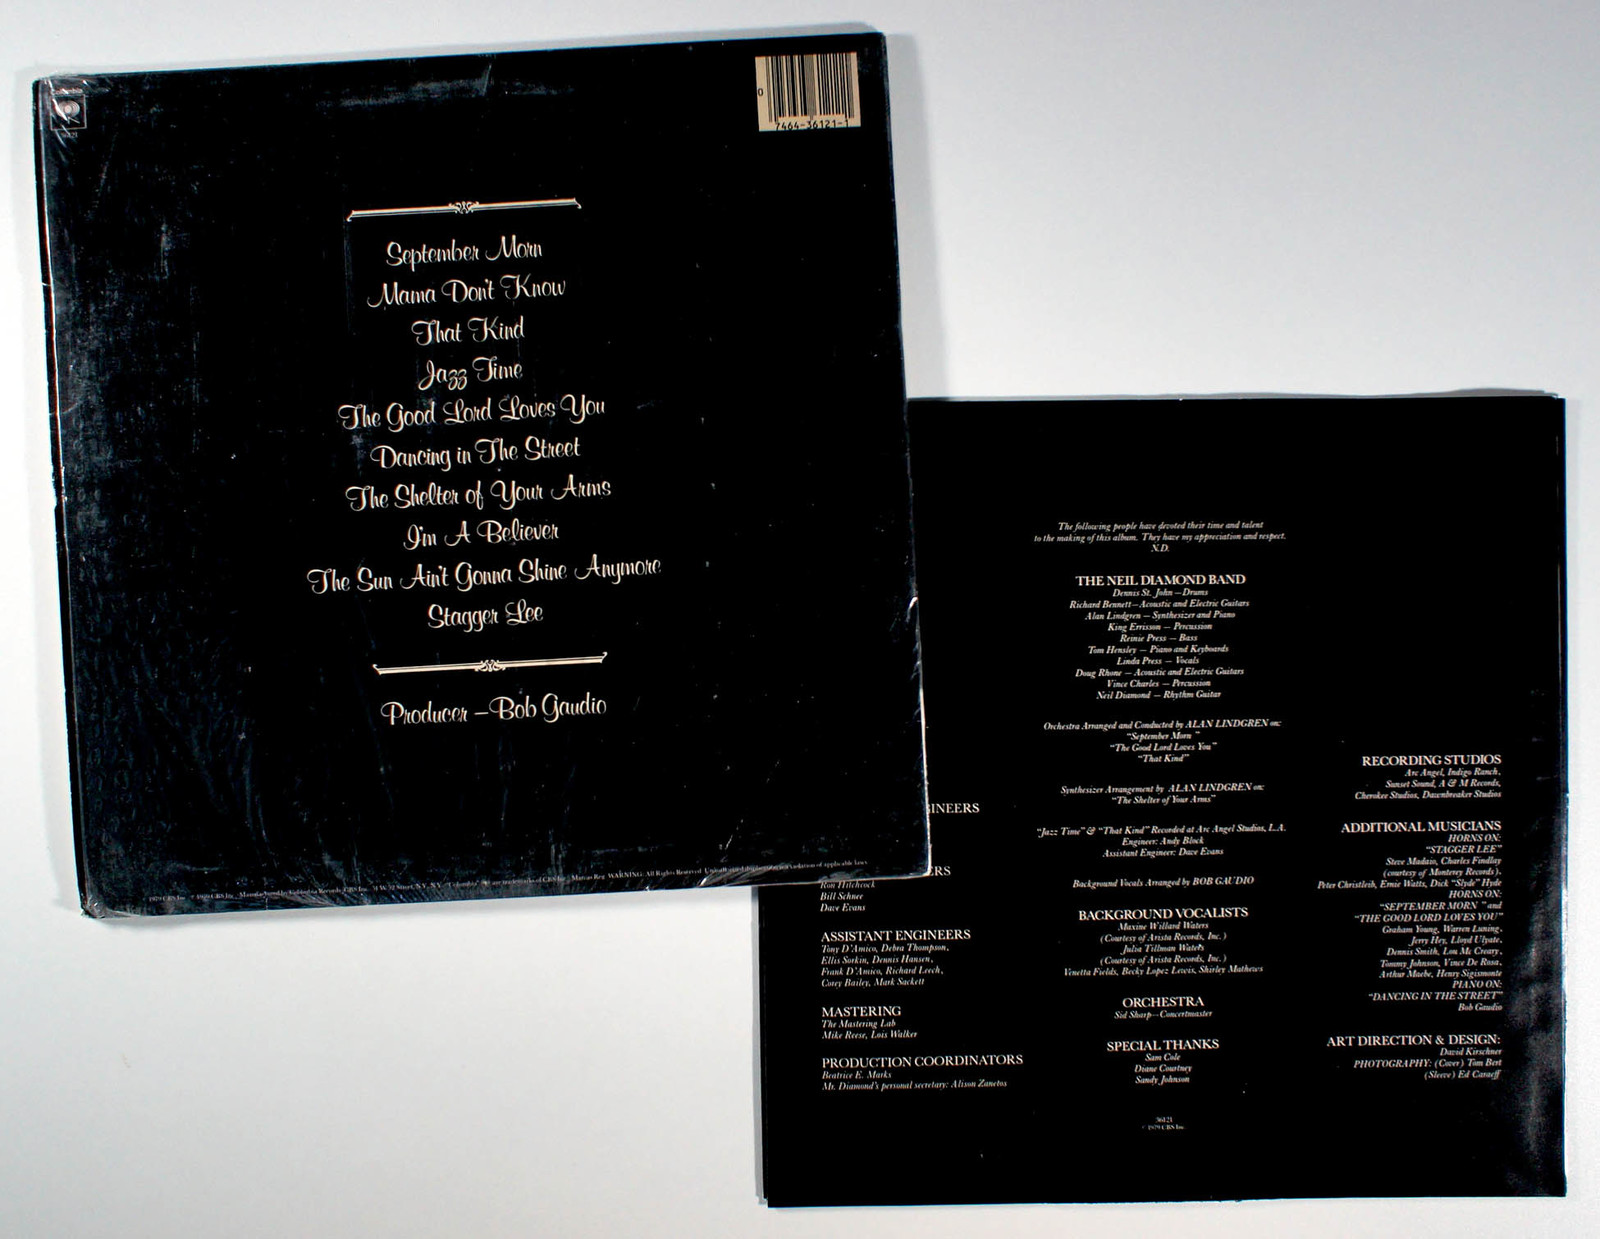 36121
0
7464-36121-1
September Morn
Mama Don't Know
That Kind
Jazz Time
The Good Lord Loves You
Dancing in The Street
The Shelter of Your Arms
I'm A Believer
The Sun Ain't Gonna Shine Anymore
Stagger Lee
Producer – Bob Gaudio
The following people have devoted their time and talent
to the making of this album. They have my appreciation and respect.
N.D.
THE NEIL DIAMOND BAND
Dennis St. John – Drums
Richard Bennett – Acoustic and Electric Guitars
Alan Lindgren – Synthesizer and Piano
King Errisson – Percussion
Reinie Press – Bass
Tom Hensley – Piano and Keyboards
Linda Press – Vocals
Doug Rhone – Acoustic and Electric Guitars
Vince Charles – Percussion
Neil Diamond – Rhythm Guitar
Orchestra Arranged and Conducted by ALAN LINDGREN on:
"September Morn"
"The Good Lord Loves You"
"That Kind"
Synthesizer Arrangement by ALAN LINDGREN on:
"The Shelter of Your Arms"
"Jazz Time" & "That Kind" Recorded at Arc Angel Studios, L.A.
Engineer: Andy Block
Assistant Engineer: Dave Evans
Background Vocals Arranged by BOB GAUDIO
BACKGROUND VOCALISTS
Maxine Willard Waters
(Courtesy of Arista Records, Inc.)
Julia Tillman Waters
(Courtesy of Arista Records, Inc.)
Venetta Fields, Becky Lopez Lewis, Shirley Mathews
ORCHESTRA
Sid Sharp—Concertmaster
SPECIAL THANKS
Sam Cole
Diane Courtney
Sandy Johnson
36121
© 1979 CBS Inc.
INEERS
ERS
Ron Hitchcock
Bill Schnee
Dave Evans
ASSISTANT ENGINEERS
Tony D'Amico, Debra Thompson,
Ellis Sorkin, Dennis Hansen,
Frank D'Amico, Richard Leech,
Corey Bailey, Mark Sackett
MASTERING
The Mastering Lab
Mike Reese, Lois Walker
PRODUCTION COORDINATORS
Beatrice E. Marks
Mr. Diamond's personal secretary: Alison Zanetos
RECORDING STUDIOS
Arc Angel, Indigo Ranch,
Sunset Sound, A & M Records,
Cherokee Studios, Dawnbreaker Studios
ADDITIONAL MUSICIANS
HORNS ON:
"STAGGER LEE"
Steve Madaio, Charles Findlay
(courtesy of Monterey Records).
Peter Christleib, Ernie Watts, Dick "Slyde" Hyde
HORNS ON:
"SEPTEMBER MORN" and
"THE GOOD LORD LOVES YOU"
Graham Young, Warren Luning,
Jerry Hey, Lloyd Ulyate,
Dennis Smith, Lou Mc Creary,
Tommy Johnson, Vince De Rosa,
Arthur Maebe, Henry Sigismonte
PIANO ON:
"DANCING IN THE STREET"
Bob Gaudio
ART DIRECTION & DESIGN:
David Kirschner
PHOTOGRAPHY: (Cover) Tom Bert
(Sleeve) Ed Caraeff